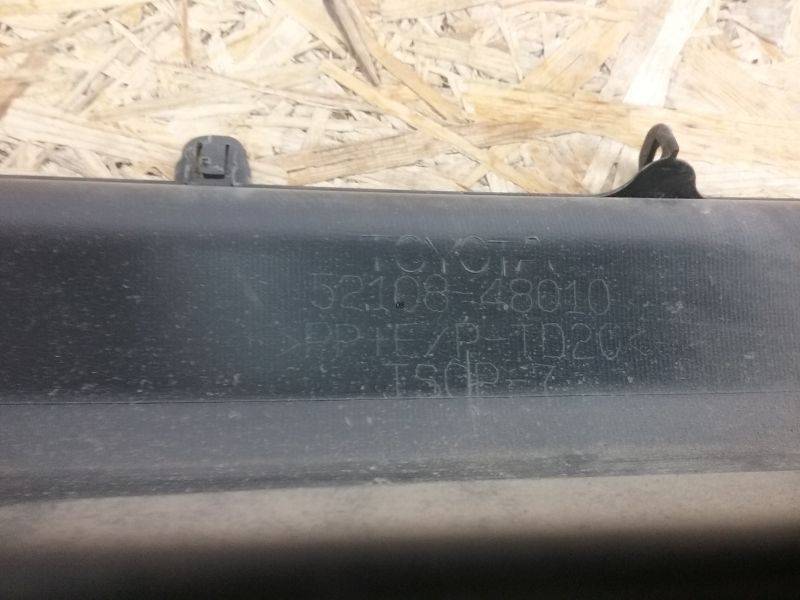 TOYOTA
52108-48010
>PP+E/P-TD20<
TSOP-7